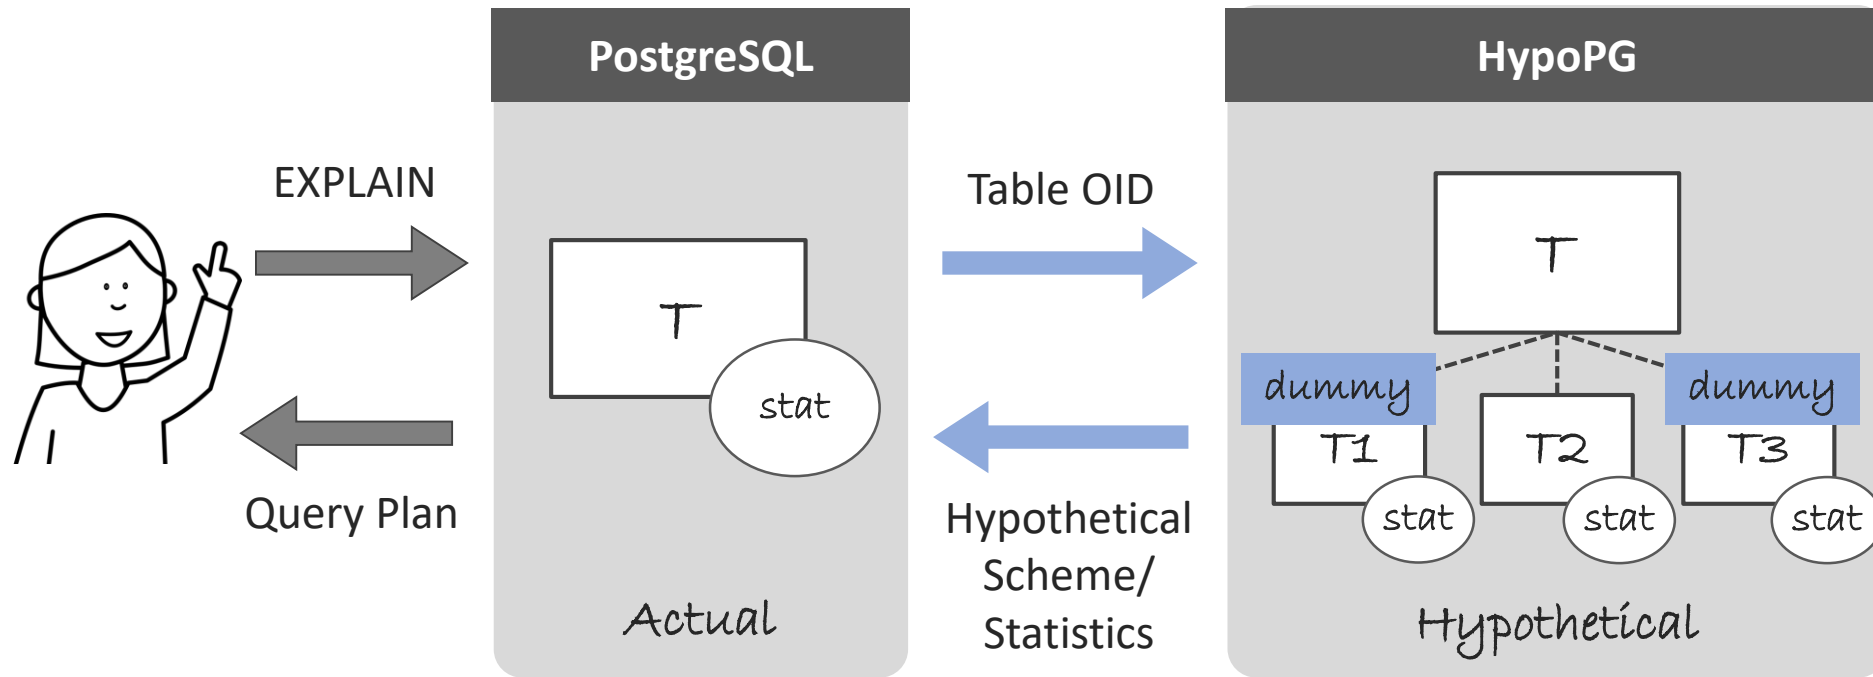 PostgreSQL
HypoPG
EXPLAIN
Query Plan
T
stat
Actual
Table OID
Hypothetical
Scheme/
Statistics
T
dummy
dummy
T1
T2
T3
stat
stat
stat
Hypothetical